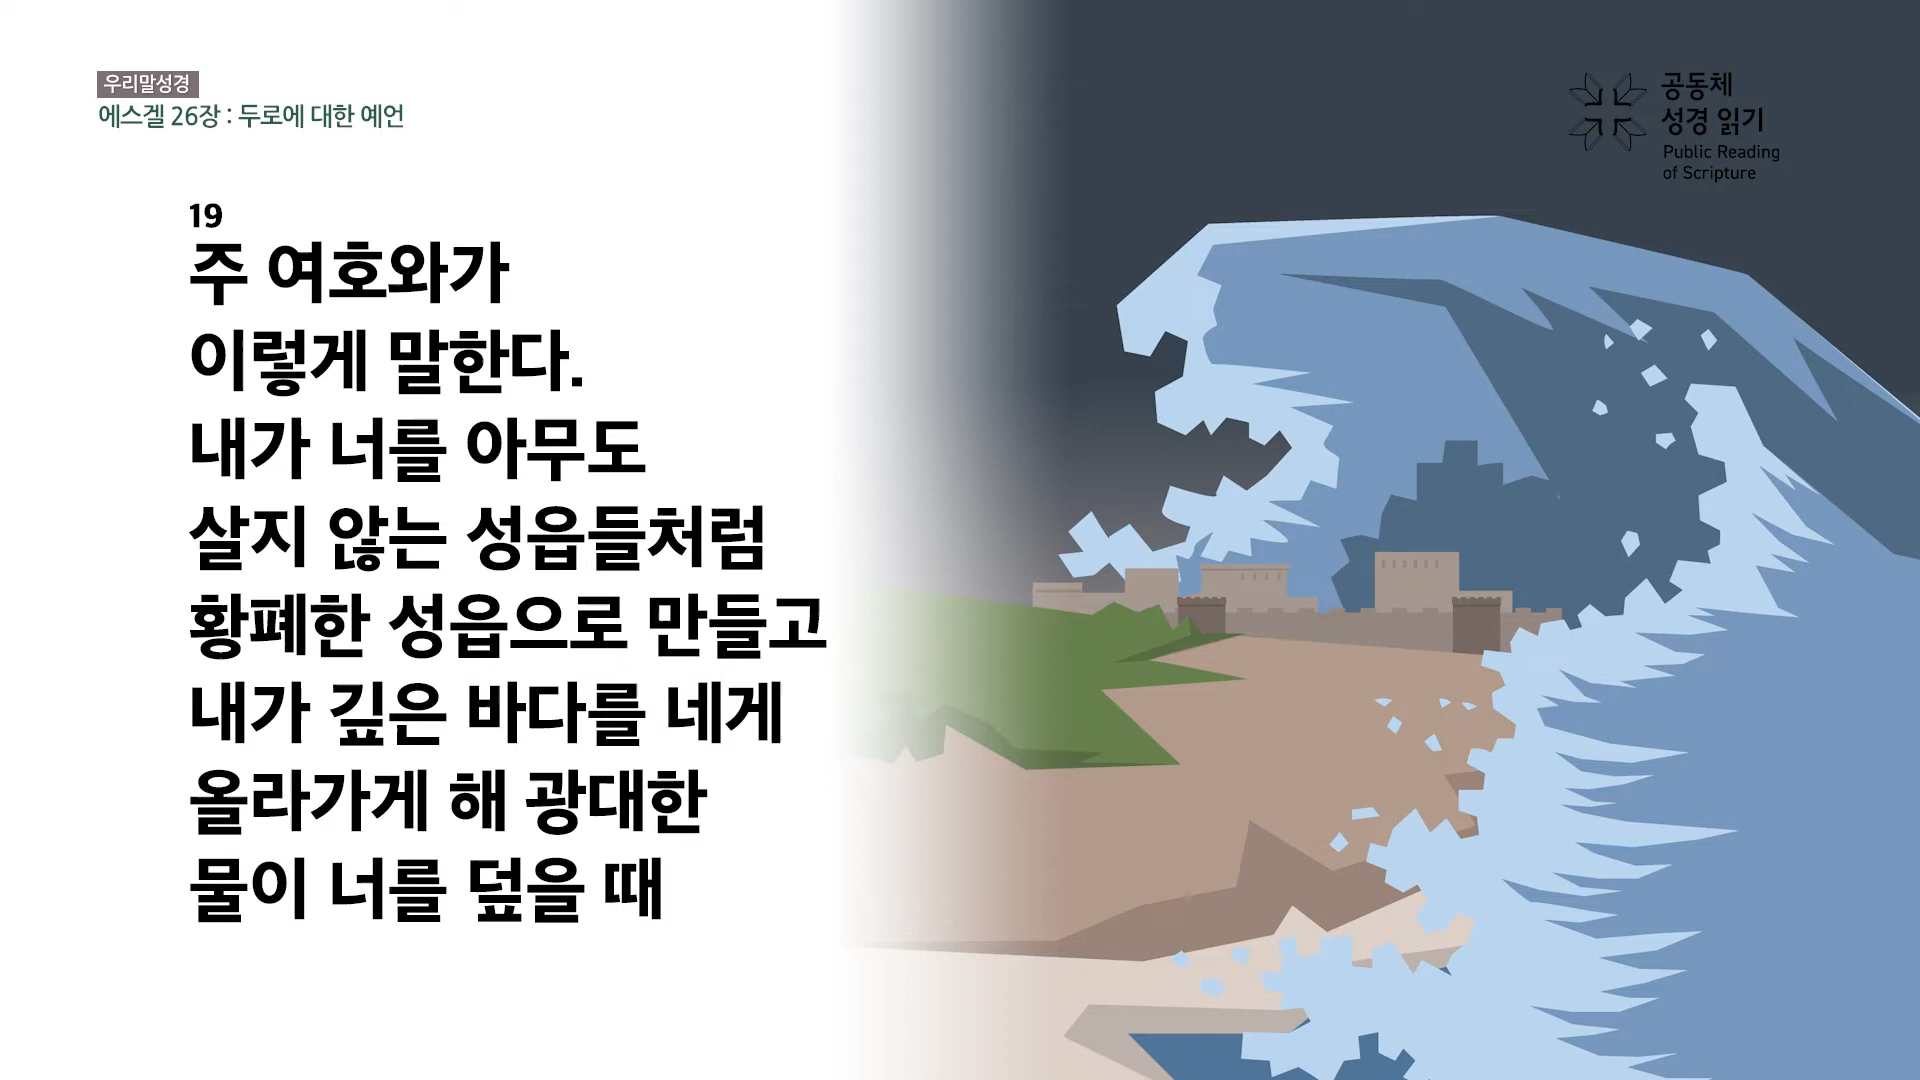 우리말성경
에스겔 26장 : 두로에 대한 예언
공동체
성경 읽기
Public Reading
of Scripture
19
주 여호와가
이렇게 말한다.
내가 너를 아무도
살지 않는 성읍들처럼
황폐한 성읍으로 만들고
내가 깊은 바다를 네게
올라가게 해 광대한
물이 너를 덮을 때